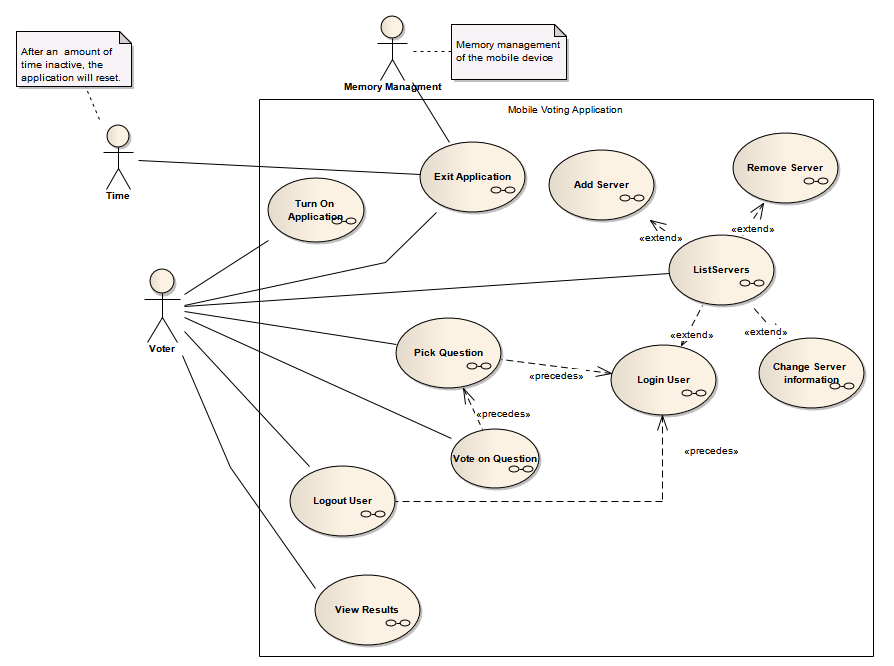 After an  amount of
time inactive, the
application will reset.
Memory management
of the mobile device
Memory Managment
Mobile Voting Application
Time
Exit Application
Add Server
Remove Server
Turn On
Application
«extend»
«extend»
ListServers
Voter
«extend»
«extend»
Pick Question
Login User
Change Server
information
«precedes»
«precedes»
Vote on Question
«precedes»
Logout User
View Results